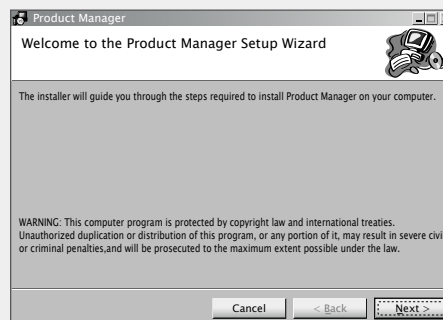 Product Manager
Welcome to the Product Manager Setup Wizard
The installer will guide you through the steps required to install Product Manager on your computer.
WARNING: This computer program is protected by copyright law and international treaties.
Unauthorized duplication or distribution of this program, or any portion of it, may result in severe civi
or criminal penalties,and will be prosecuted to the maximum extent possible under the law.
Cancel
< Back
Next >